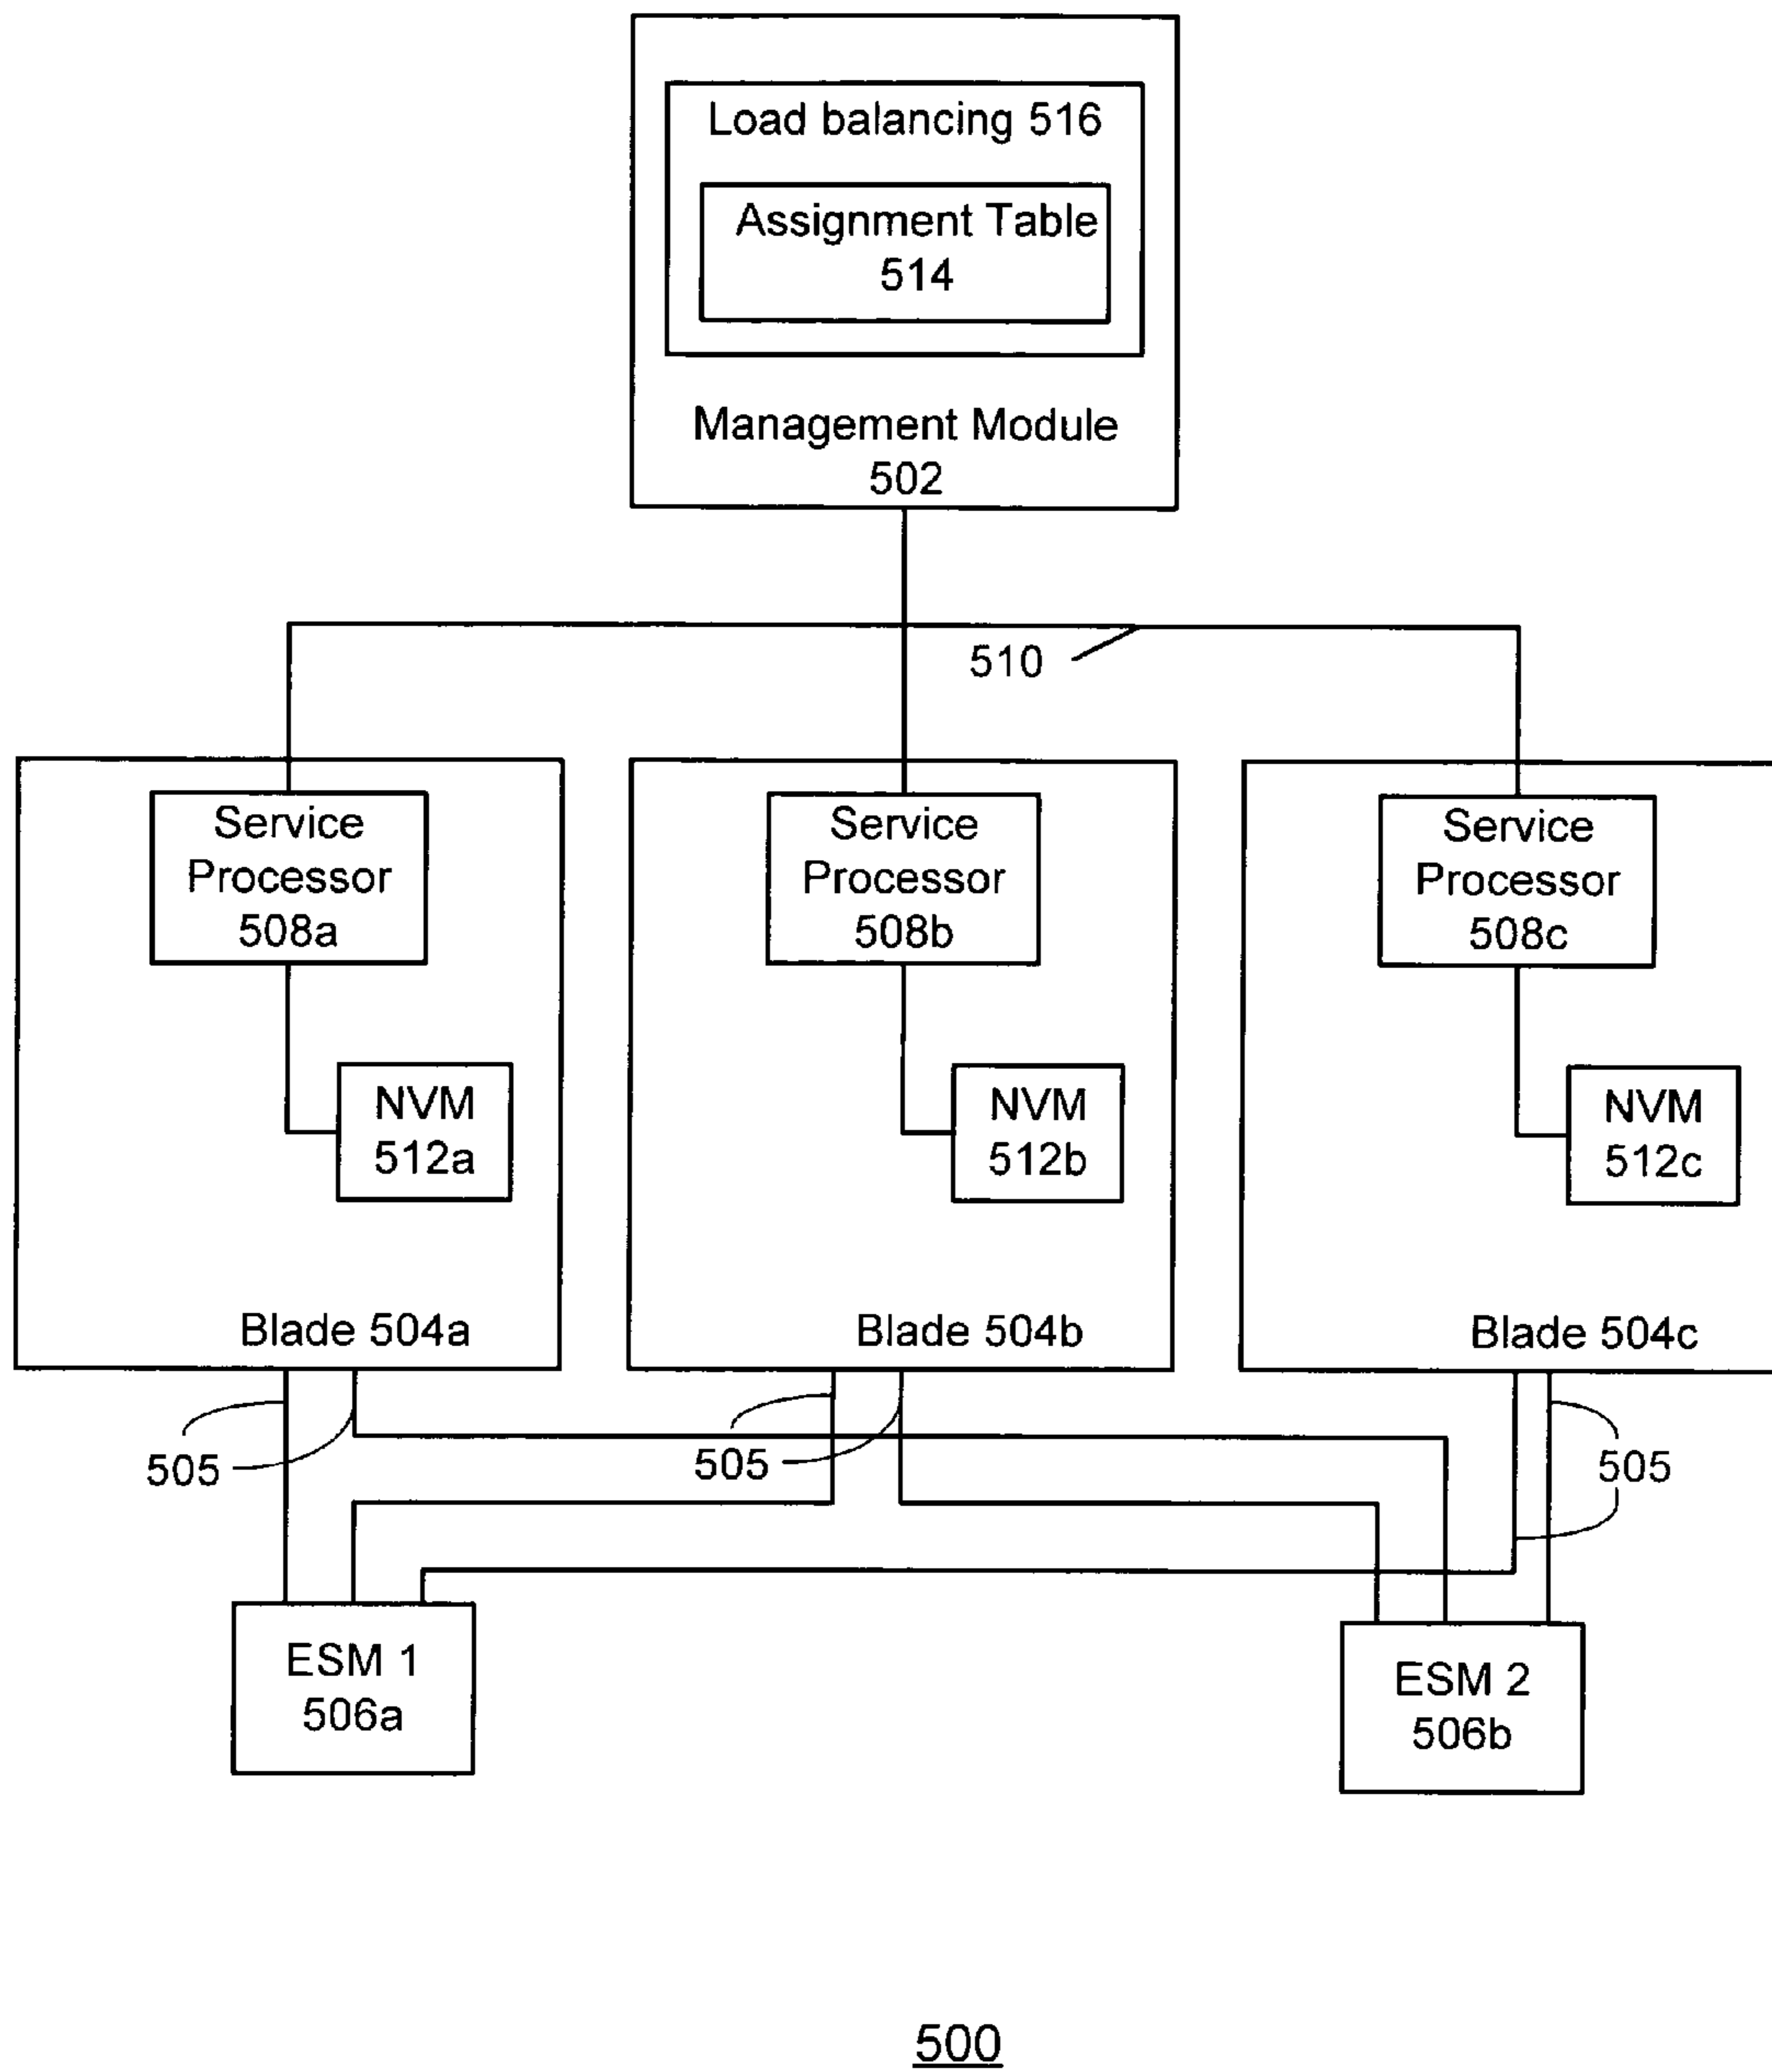 Load balancing 516
Assignment Table
514
Management Module
502
510
Service
Processor
508a
Service
Processor
508b
Service
Processor
508c
NVM
512a
NVM
512b
NVM
512c
Blade 504a
Blade 504b
Blade 504c
505
505
505
ESM 1
506a
ESM 2
506b
500